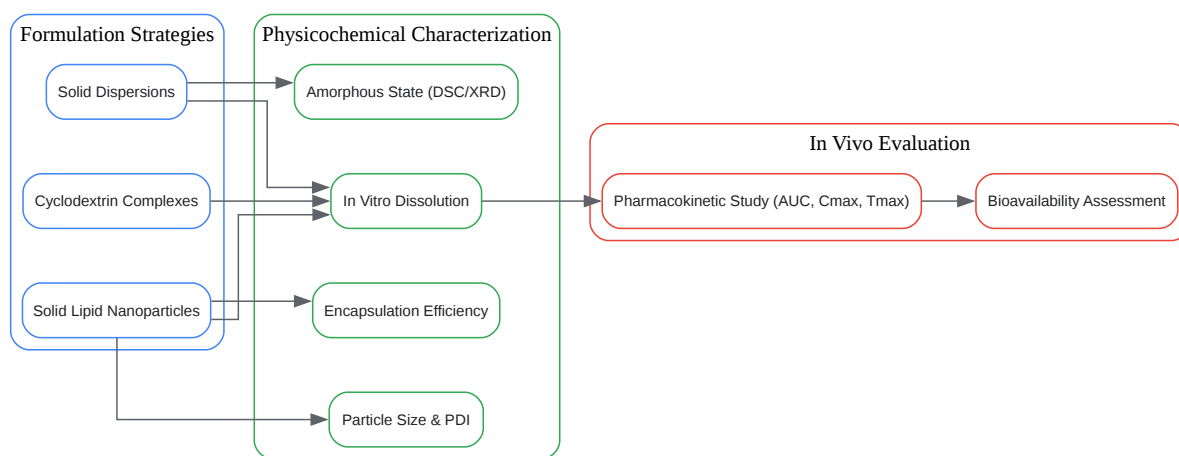 Formulation Strategies
Physicochemical Characterization
Solid Dispersions
Amorphous State (DSC/XRD)
In Vivo Evaluation
Cyclodextrin Complexes
In Vitro Dissolution
Pharmacokinetic Study (AUC, Cmax, Tmax)
Bioavailability Assessment
Solid Lipid Nanoparticles
Encapsulation Efficiency
Particle Size & PDI